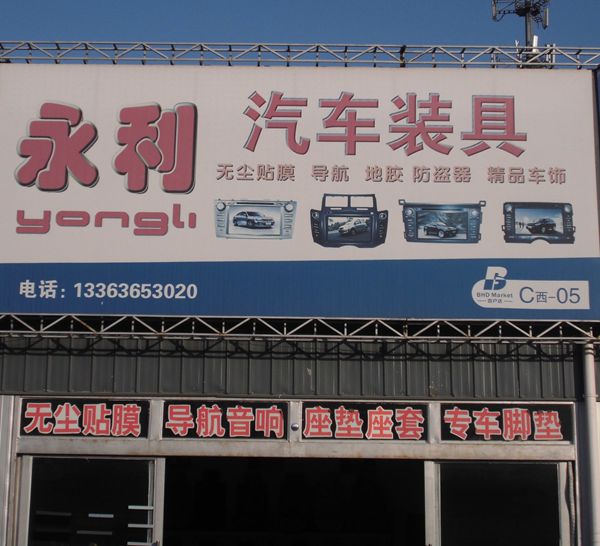 永利 汽车装具
yongli
无尘贴膜 导航 地胶 防盗器 精品车饰
电话：13363653020
BHD Market
C西-05
无尘贴膜 导航音响 座垫座套 专车脚垫